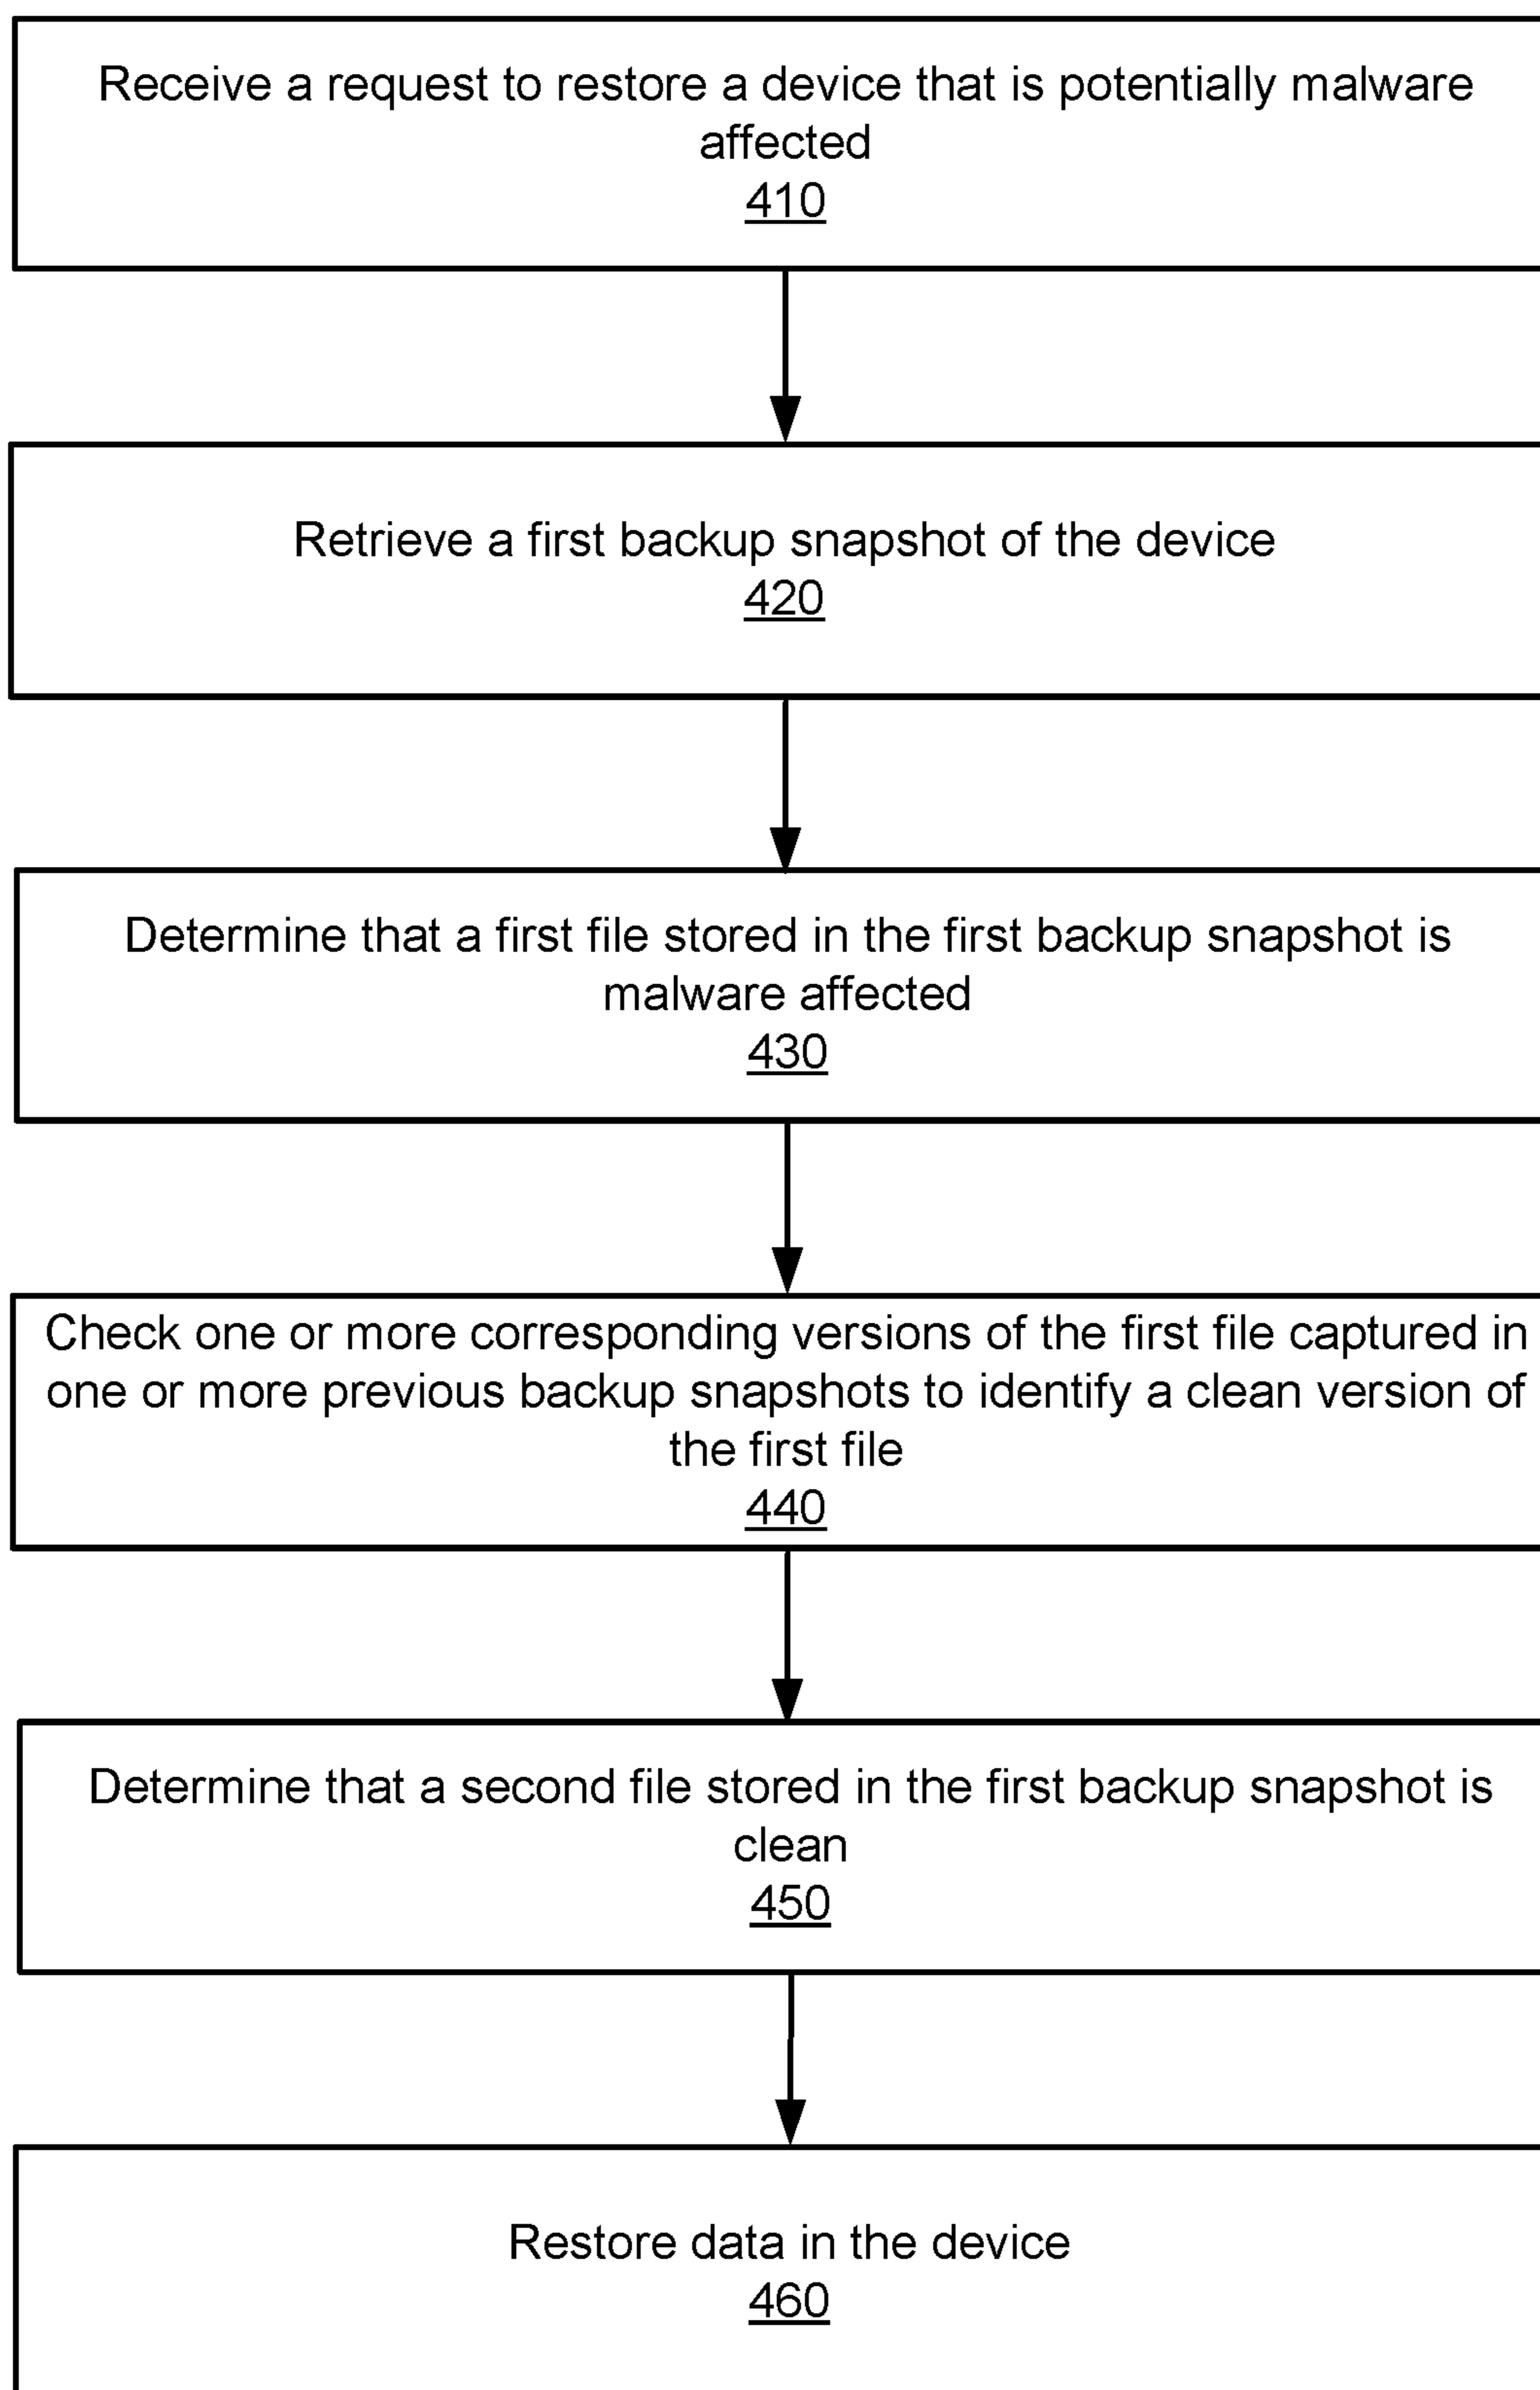 Receive a request to restore a device that is potentially malware
affected
410
Retrieve a first backup snapshot of the device
420
Determine that a first file stored in the first backup snapshot is
malware affected
430
Check one or more corresponding versions of the first file captured in
one or more previous backup snapshots to identify a clean version of
the first file
440
Determine that a second file stored in the first backup snapshot is
clean
450
Restore data in the device
460